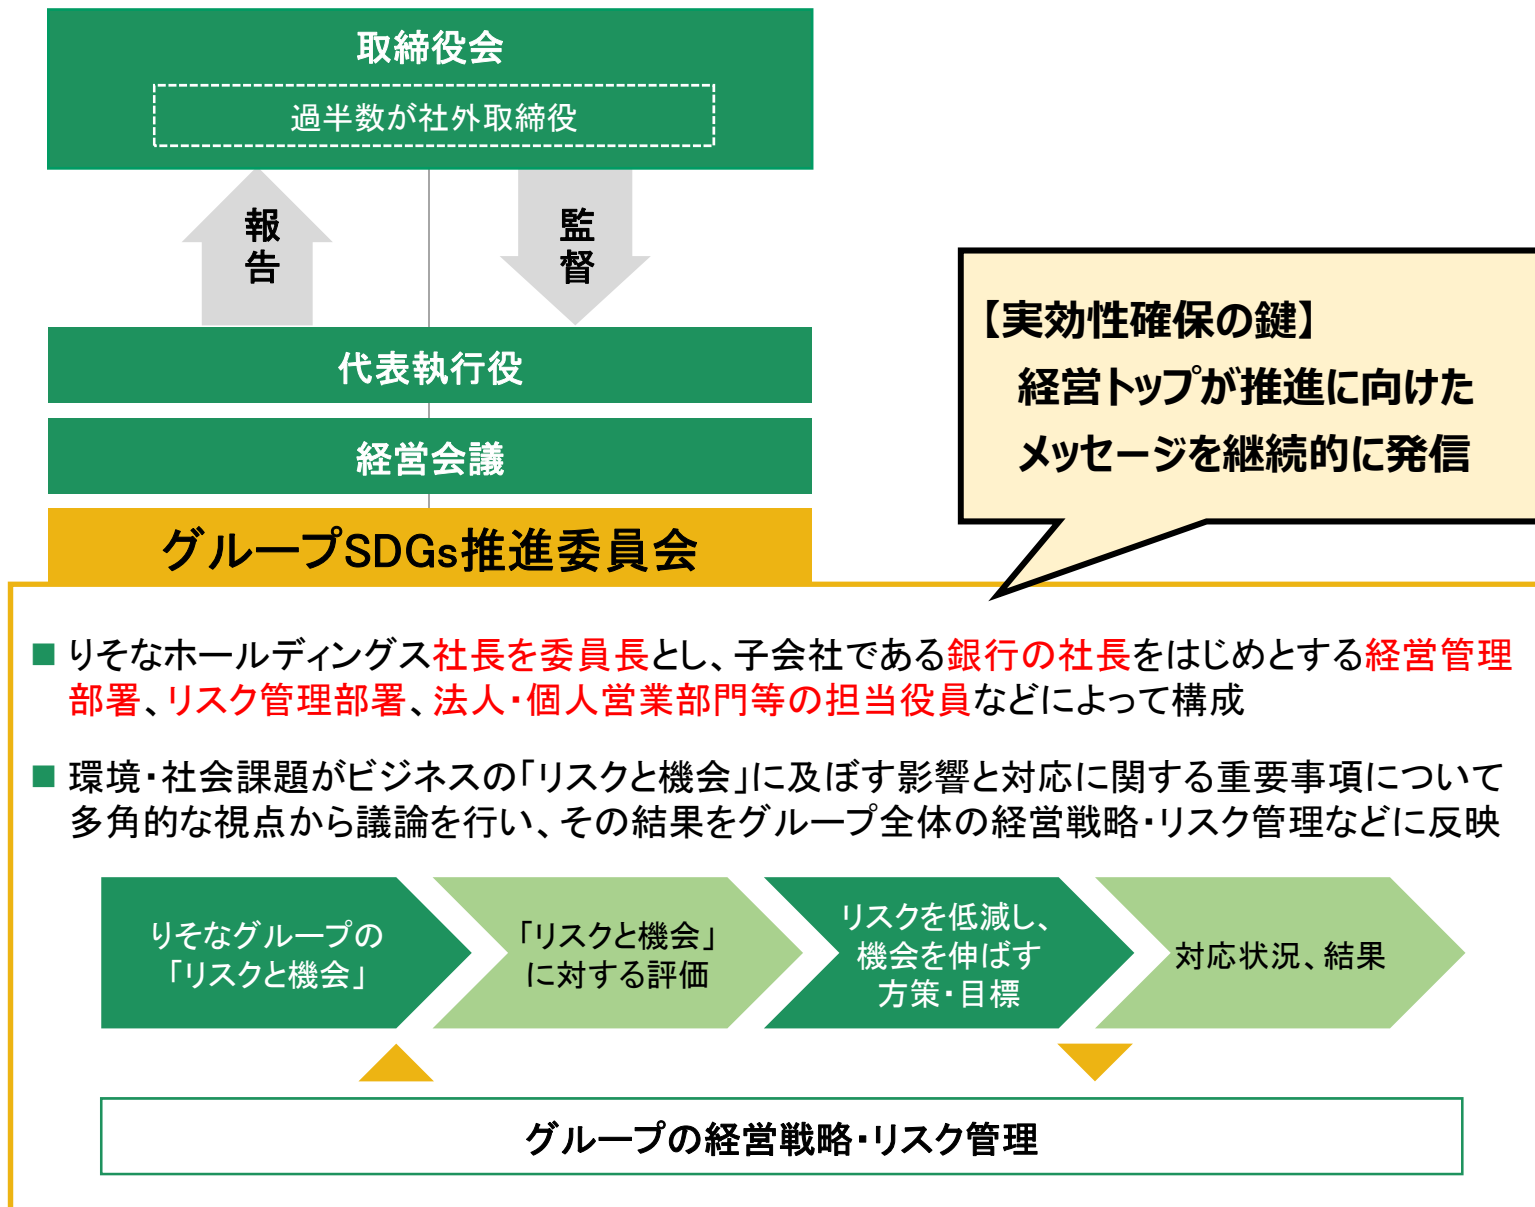 取締役会
過半数が社外取締役
報告
監督
代表執行役
経営会議
グループSDGs推進委員会
【実効性確保の鍵】
経営トップが推進に向けた
メッセージを継続的に発信
■ りそなホールディングス社長を委員長とし、子会社である銀行の社長をはじめとする経営管理
部署、リスク管理部署、法人・個人営業部門等の担当役員などによって構成
■ 環境・社会課題がビジネスの「リスクと機会」に及ぼす影響と対応に関する重要事項について
多角的な視点から議論を行い、その結果をグループ全体の経営戦略・リスク管理などに反映
りそなグループの
「リスクと機会」
「リスクと機会」
に対する評価
リスクを低減し、
機会を伸ばす
方策・目標
対応状況、結果
グループの経営戦略・リスク管理